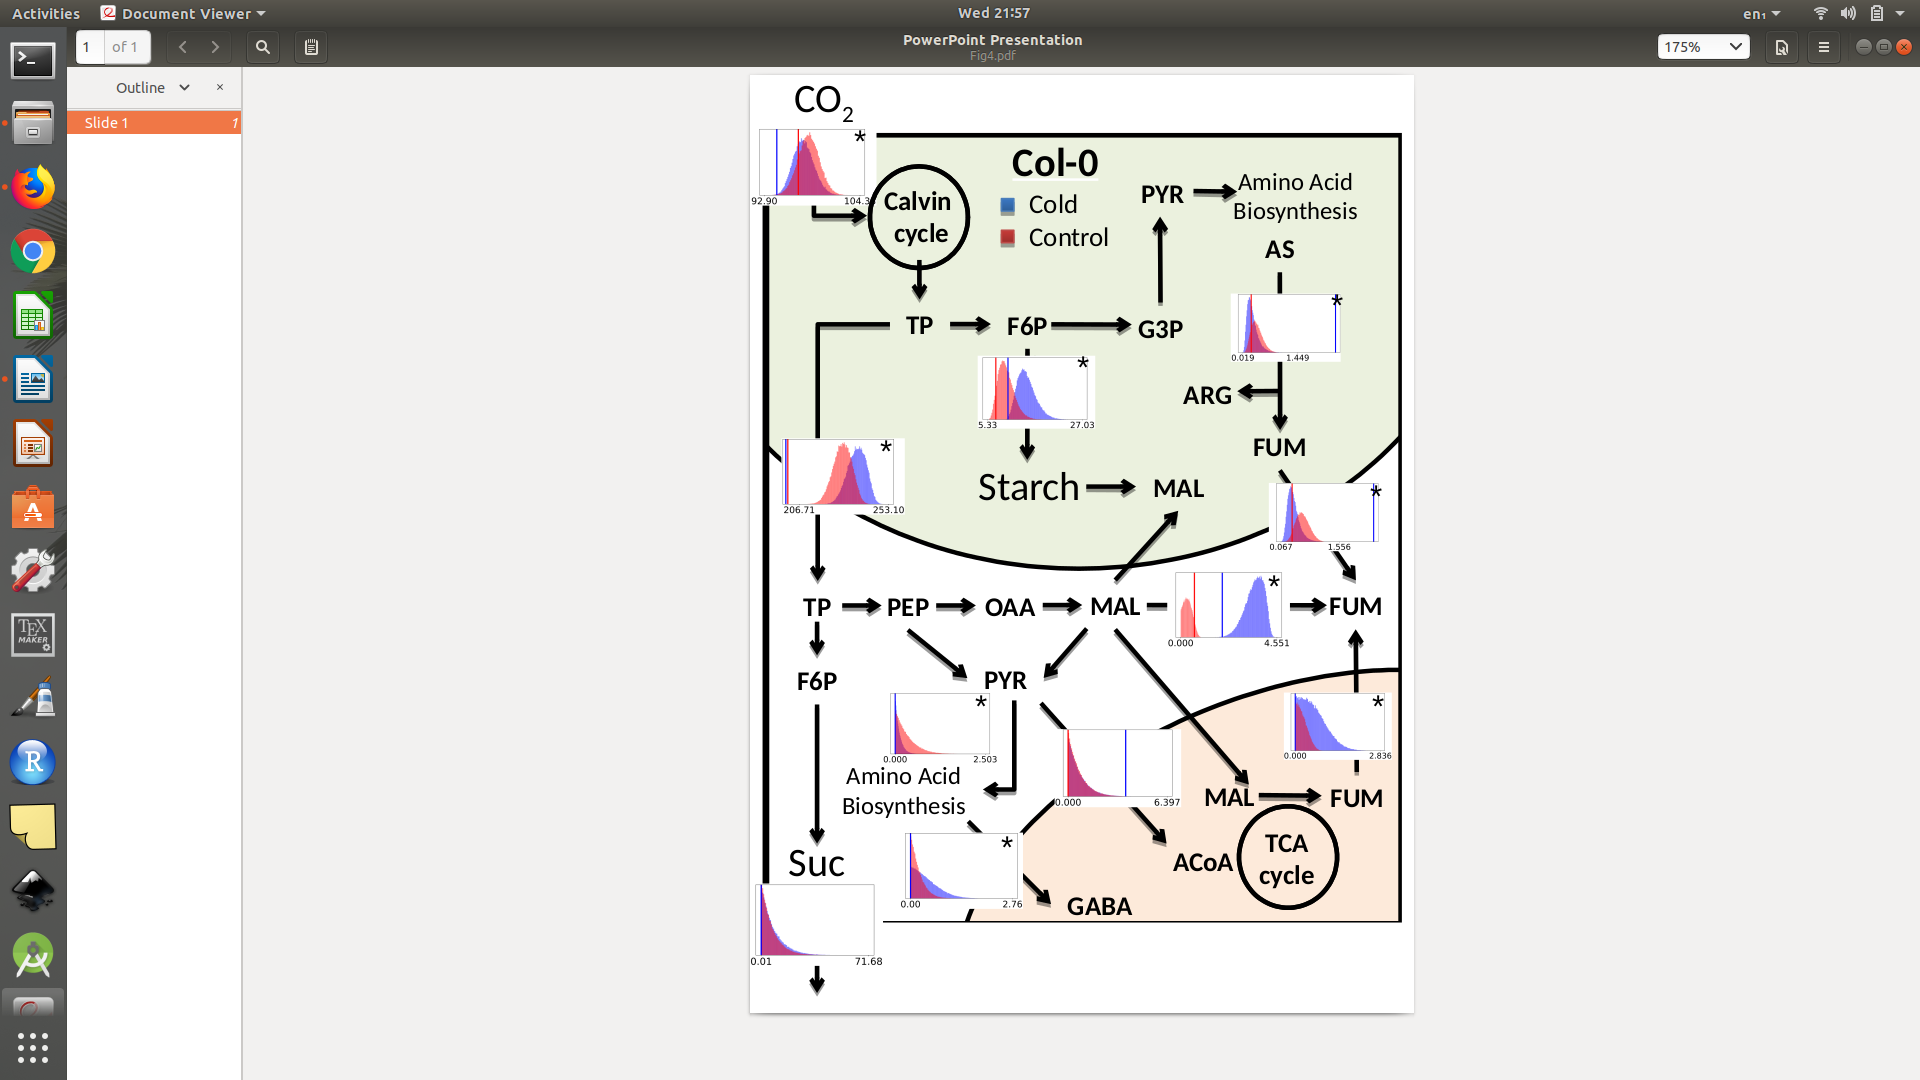 Activities
Document Viewer
Wed 21:57
en₁
1
of 1
PowerPoint Presentation
Fig4.pdf
175%
Outline
×
Slide 1
1
CO2
*
92.90
Col-0
Cold
Control
Calvin
cycle
PYR
Amino Acid
Biosynthesis
AS
*
0.019
1.449
TP
F6P
G3P
*
5.33
27.03
ARG
FUM
*
206.71
253.10
Starch
MAL
*
0.067
1.556
TP
PEP
OAA
MAL
*
0.000
4.551
FUM
F6P
PYR
*
0.000
2.503
Amino Acid
Biosynthesis
0.000
6.397
*
0.000
2.836
MAL
FUM
TCA
cycle
ACoA
*
0.00
2.76
GABA
Suc
0.01
71.68
TEX
MAKER
R